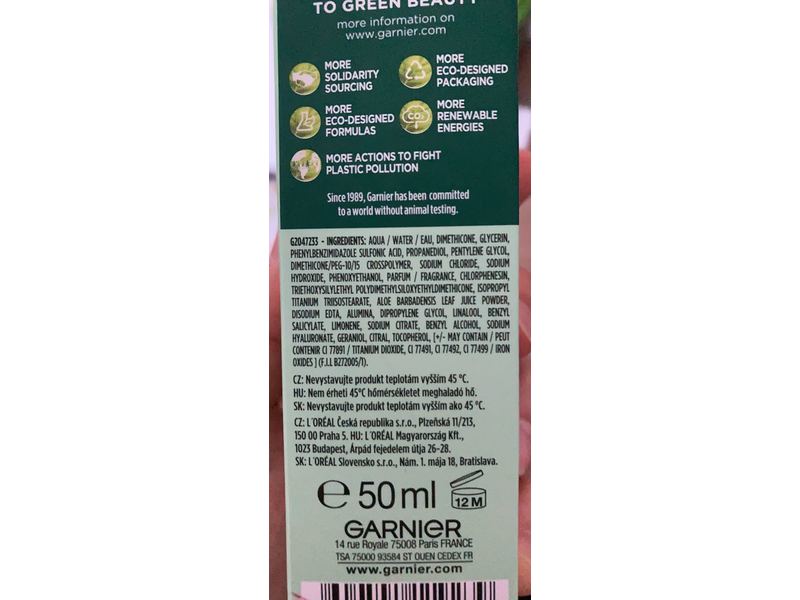 TO GREEN BEAUTY
more information on
www.garnier.com
MORE
SOLIDARITY
SOURCING
MORE
ECO-DESIGNED
PACKAGING
MORE
ECO-DESIGNED
FORMULAS
CO2
MORE
RENEWABLE
ENERGIES
MORE ACTIONS TO FIGHT
PLASTIC POLLUTION
Since 1989, Garnier has been committed
to a world without animal testing.
G2047233 - INGREDIENTS: AQUA / WATER / EAU, DIMETHICONE, GLYCERIN,
PHENYLBENZIMIDAZOLE SULFONIC ACID, PROPANEDIOL, PENTYLENE GLYCOL,
DIMETHICONE/PEG-10/15 CROSSPOLYMER, SODIUM CHLORIDE, SODIUM
HYDROXIDE, PHENOXYETHANOL, PARFUM / FRAGRANCE, CHLORPHENESIN,
TRIETHOXYSILYLETHYL POLYDIMETHYLSILOXYETHYLDIMETHICONE, ISOPROPYL
TITANIUM TRIISOSTEARATE, ALOE BARBADENSIS LEAF JUICE POWDER,
DISODIUM EDTA, ALUMINA, DIPROPYLENE GLYCOL, LINALOOL, BENZYL
SALICYLATE, LIMONENE, SODIUM CITRATE, BENZYL ALCOHOL, SODIUM
HYALURONATE, GERANIOL, CITRAL, TOCOPHEROL, [+/- MAY CONTAIN / PEUT
CONTENIR CI 77891 / TITANIUM DIOXIDE, CI 77491, CI 77492, CI 77499 / IRON
OXIDES ] (F.I.L B272005/1).
CZ: Nevystavujte produkt teplotám vyšším 45 °C.
HU: Nem érheti 45°C hőmérsékletet meghaladó hő.
SK: Nevystavujte produkt teplotám vyšším ako 45 °C.
CZ: L'ORÉAL Česká republika s.r.o., Plzeňská 11/213,
150 00 Praha 5. HU: L'ORÉAL Magyarország Kft.,
1023 Budapest, Árpád fejedelem útja 26-28.
SK: L'ORÉAL Slovensko s.r.o., Nám. 1. mája 18, Bratislava.
℮ 50 ml 12 M
GARNIER
14 rue Royale 75008 Paris FRANCE
TSA 75000 93584 ST OUEN CEDEX FR
www.garnier.com